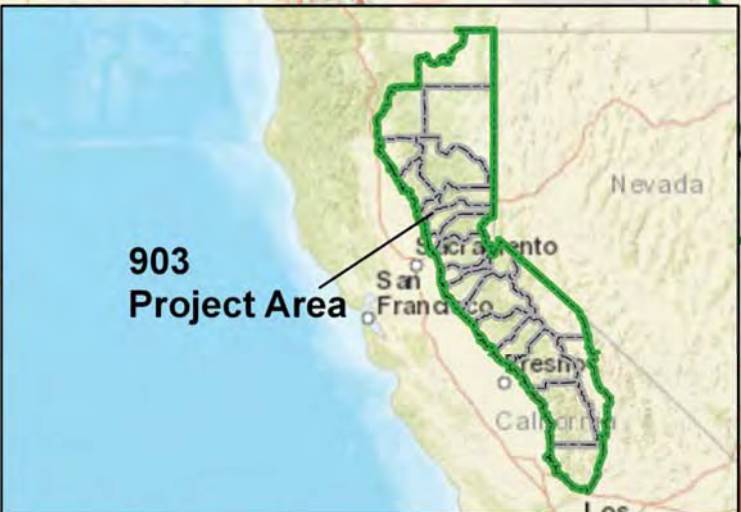 Nevada
903
Project Area
Sacramento
San
Francisco
Fresno
California
Los